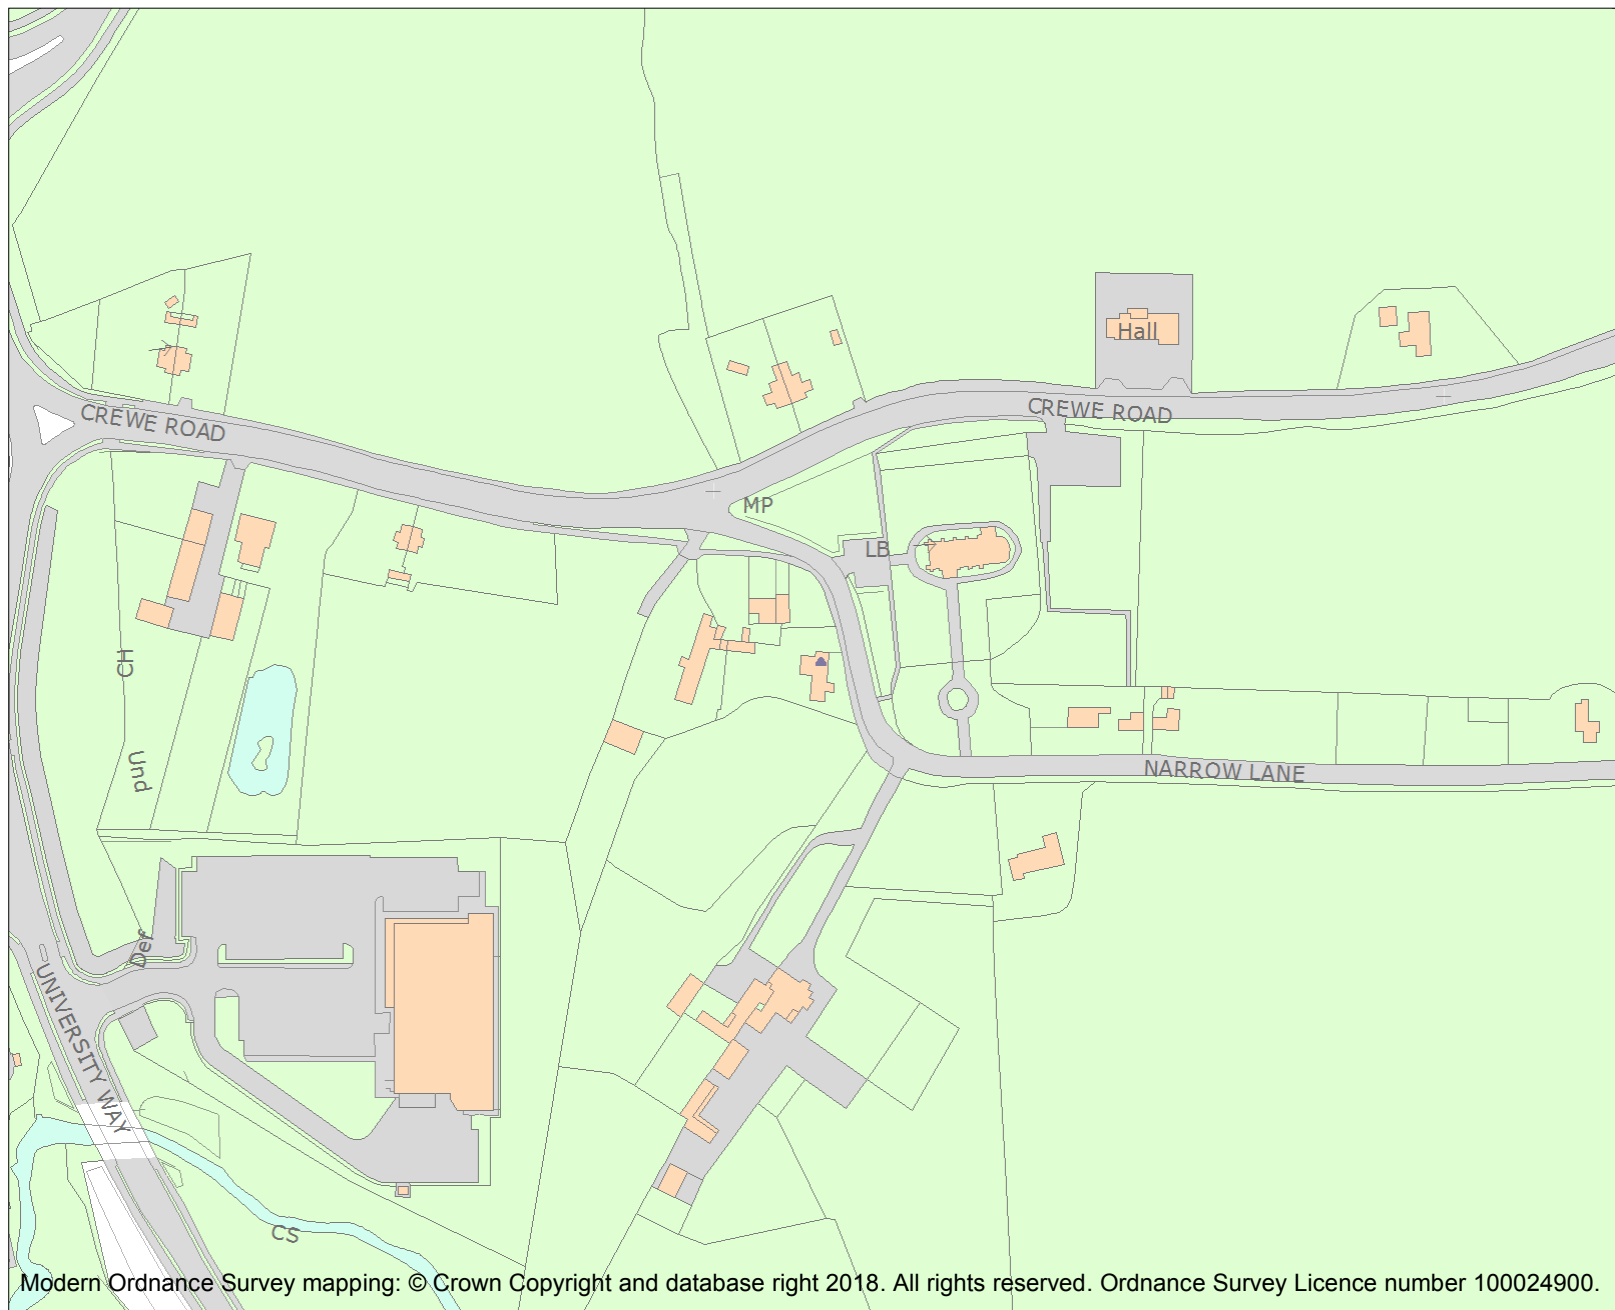 Hall
CREWE ROAD
CREWE ROAD
MP
LB
CH
Und
NARROW LANE
Def
UNIVERSITY WAY
CS
Modern Ordnance Survey mapping: © Crown Copyright and database right 2018. All rights reserved. Ordnance Survey Licence number 100024900.